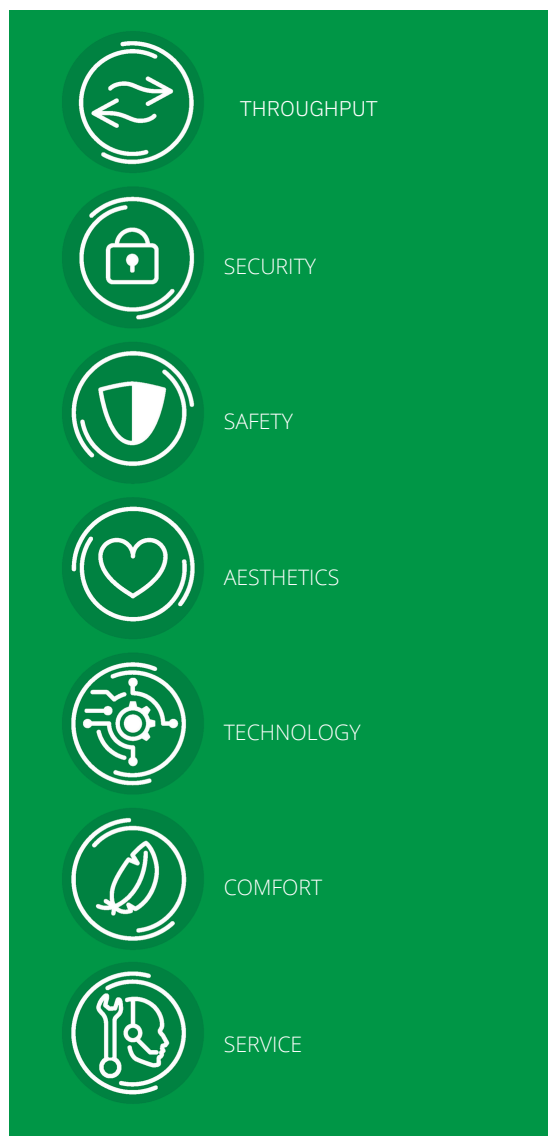 THROUGHPUT
SECURITY
SAFETY
AESTHETICS
TECHNOLOGY
COMFORT
SERVICE